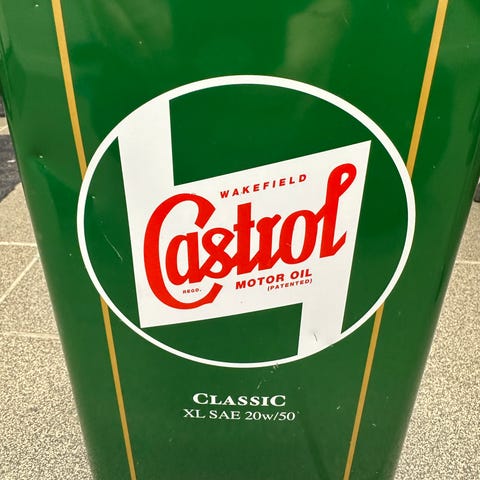 WAKEFIELD
Castrol
REGD.
MOTOR OIL
(PATENTED)
CLASSIC
XL SAE 20w/50